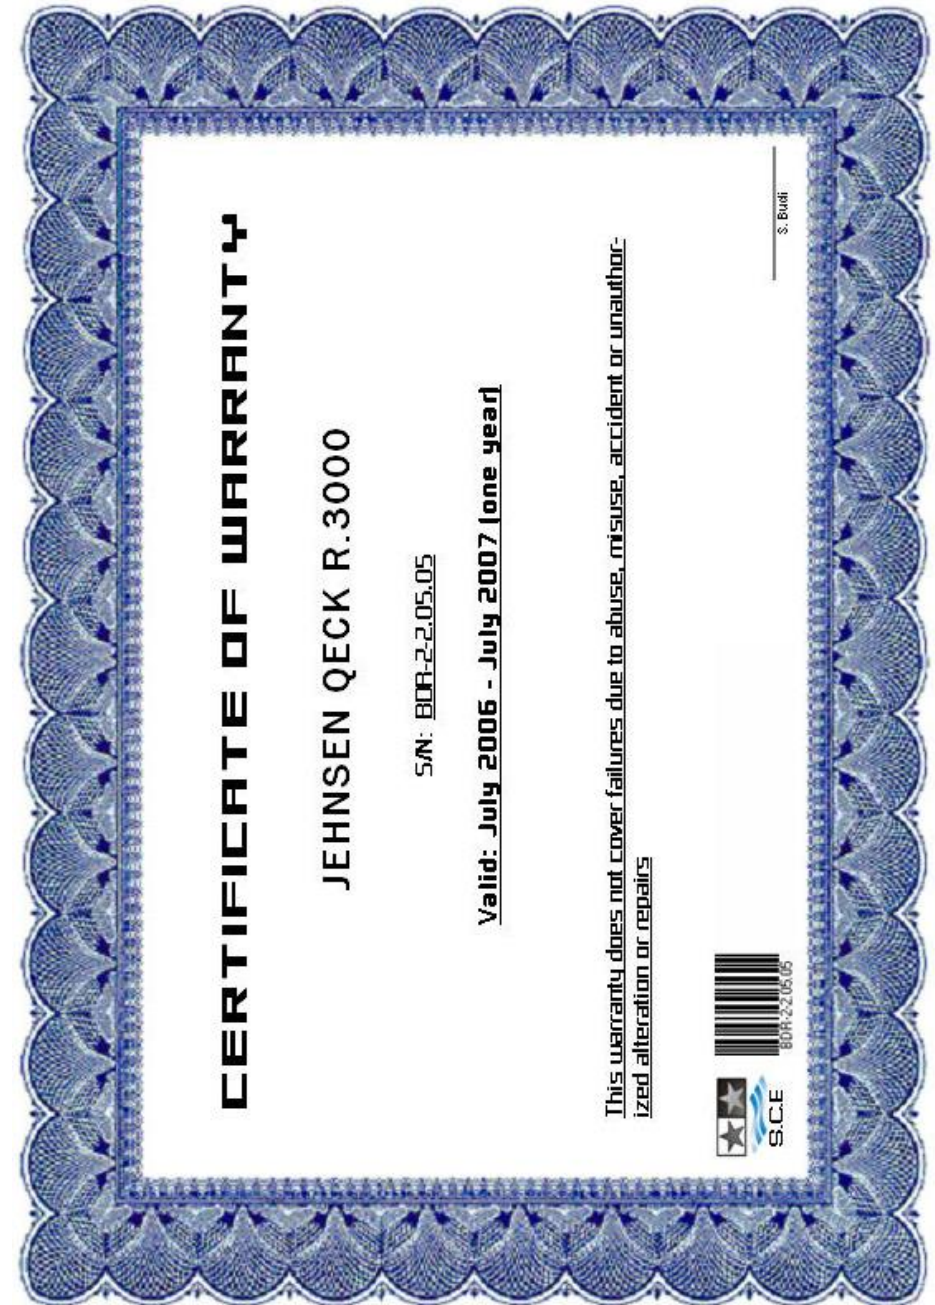 CERTIFICATE OF WARRANTY
JEHNSEN QECK R.3000
S/N: BDR-2-2.05.05
Valid: July 2006 - July 2007 (one year)
This warranty does not cover failures due to abuse, misuse, accident or unauthor-
ized alteration or repairs
S.C.E
BDR-2-2.05.05
S. Budi